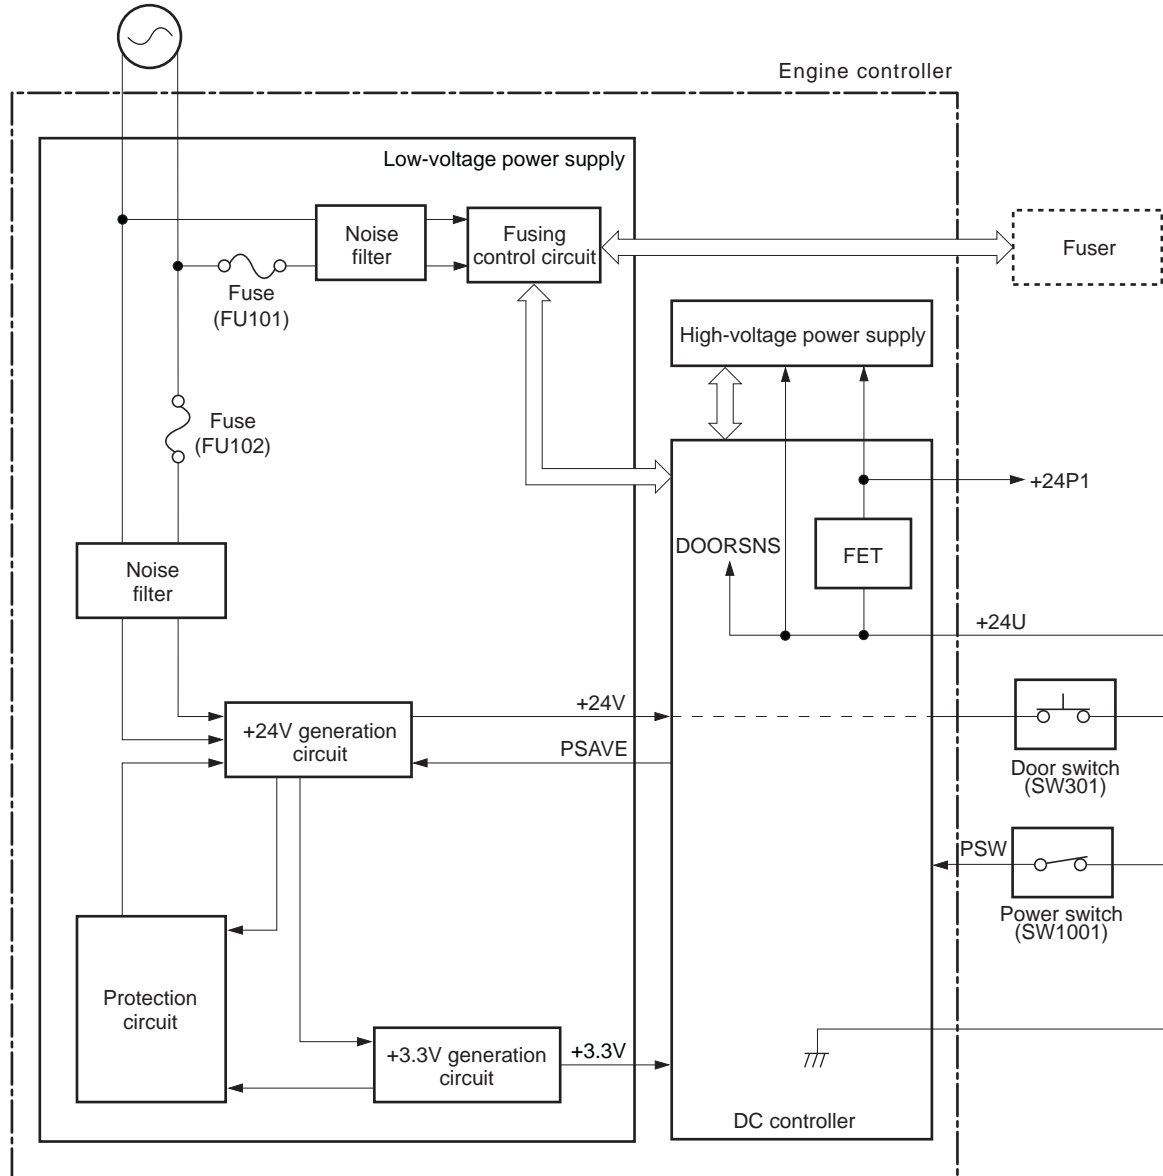 Engine controller
Low-voltage power supply
Noise
filter
Fusing
control circuit
Fuser
Fuse
(FU101)
High-voltage power supply
Fuse
(FU102)
+24P1
DOORSNS
FET
Noise
filter
+24U
+24V
+24V generation
circuit
PSAVE
Door switch
(SW301)
PSW
Power switch
(SW1001)
Protection
circuit
+3.3V generation
circuit
+3.3V
DC controller